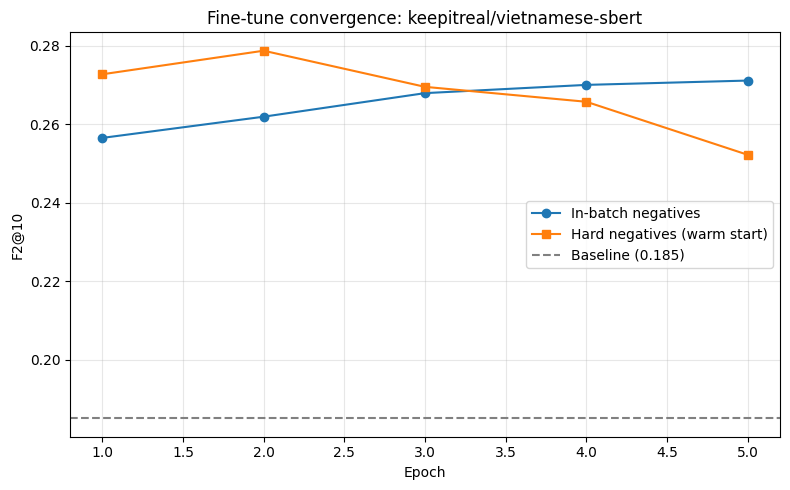 Fine-tune convergence: keepitreal/vietnamese-sbert
0.28
0.26
0.24
0.22
0.20
F2@10
In-batch negatives
Hard negatives (warm start)
Baseline (0.185)
1.0 1.5 2.0 2.5 3.0 3.5 4.0 4.5 5.0
Epoch